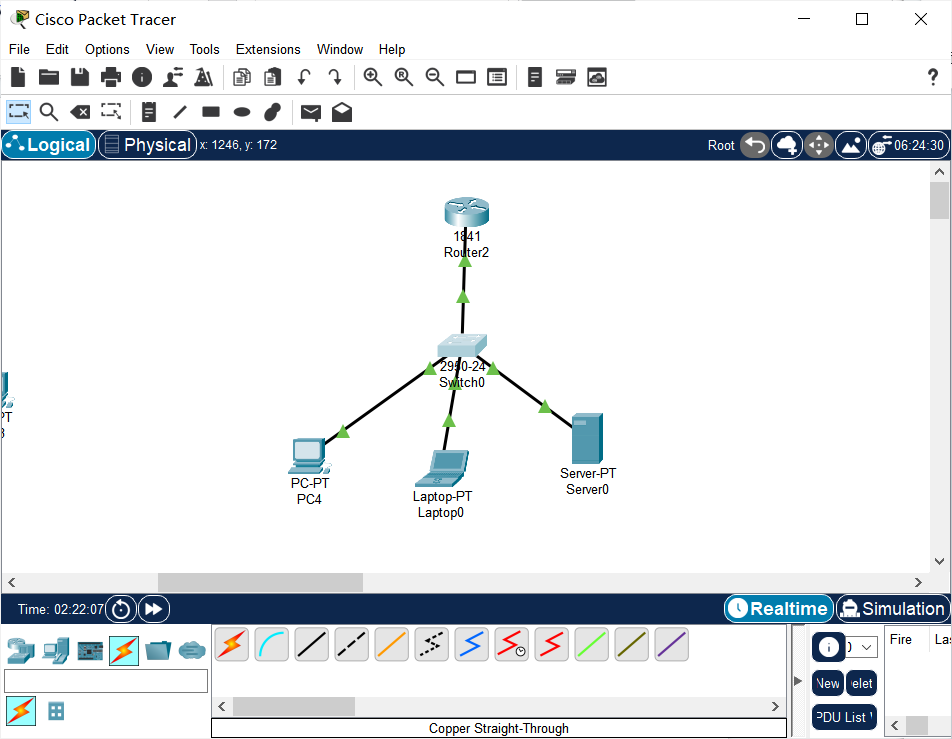 Cisco Packet Tracer
File Edit Options View Tools Extensions Window Help
?
Logical Physical x: 1246, y: 172 Root 06:24:30
1841
Router2
2950-24
Switch0
PC-PT
PC4
Laptop-PT
Laptop0
Server-PT
Server0
PT
3
Time: 02:22:07 Realtime Simulation
Fire Las
0
New elet
PDU List
Copper Straight-Through